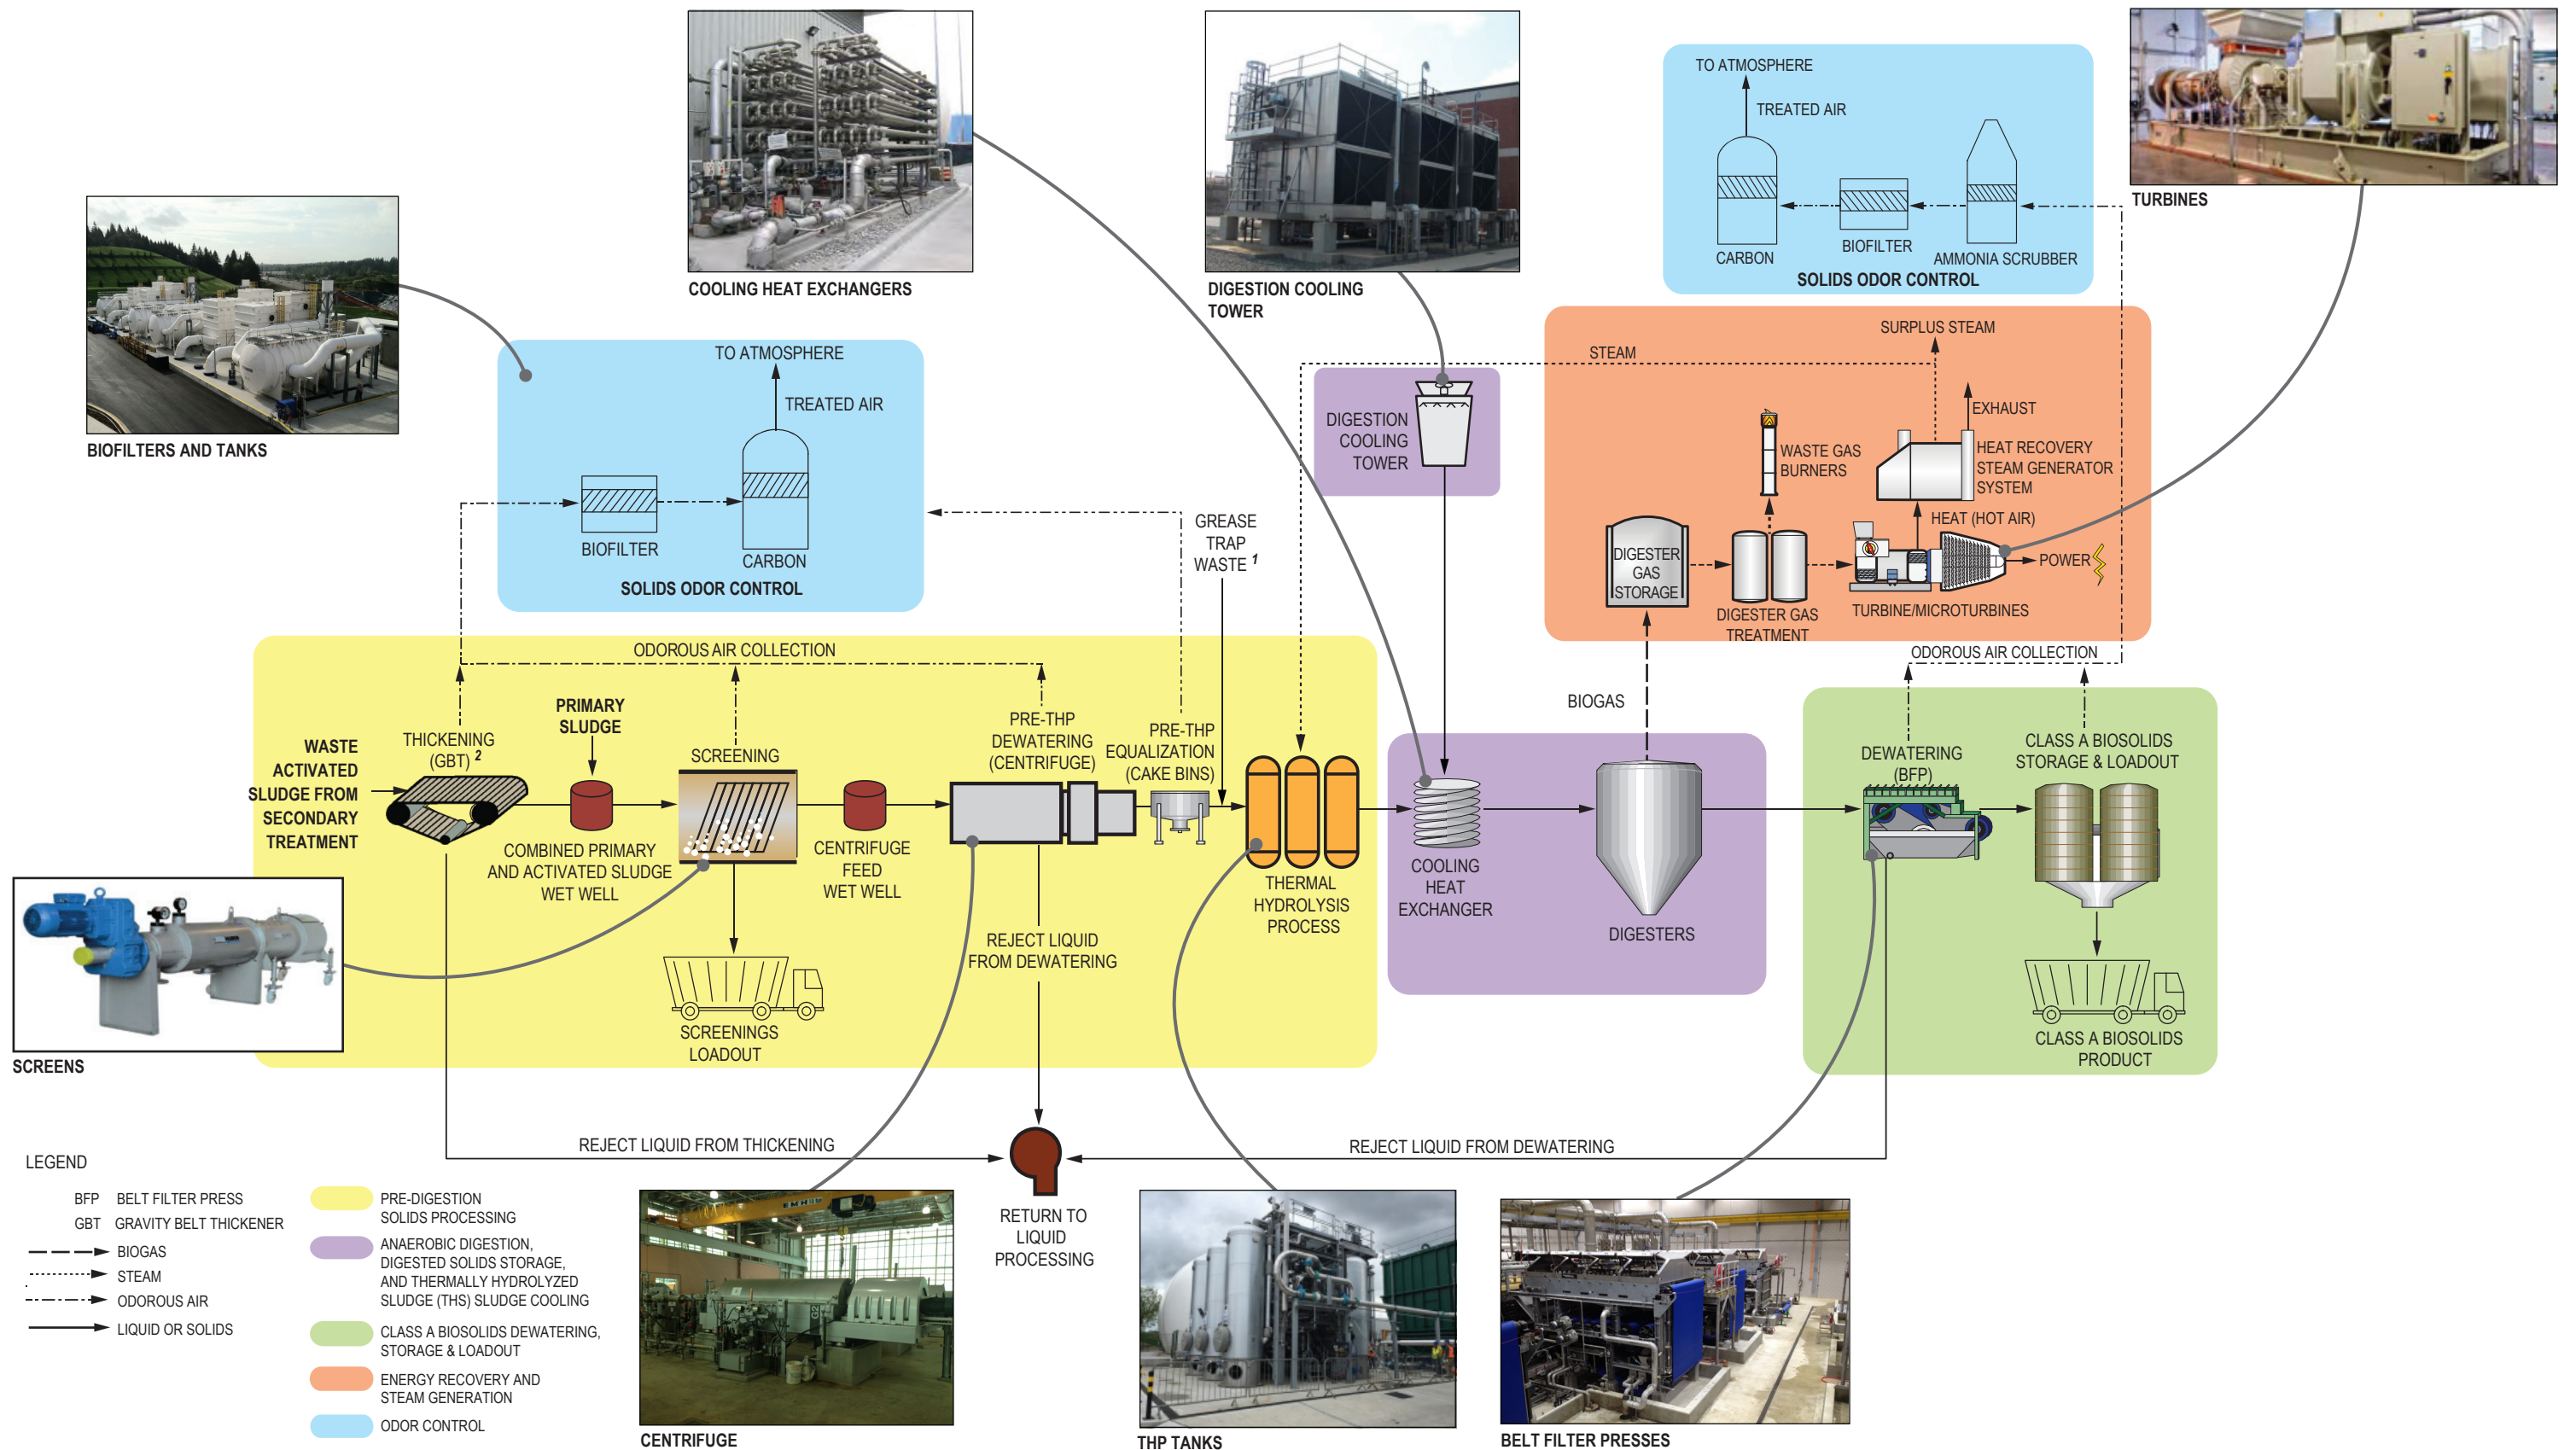 COOLING HEAT EXCHANGERS
DIGESTION COOLING
TOWER
TURBINES
BIOFILTERS AND TANKS
TO ATMOSPHERE
TREATED AIR
CARBON
BIOFILTER
AMMONIA SCRUBBER
SOLIDS ODOR CONTROL
TO ATMOSPHERE
TREATED AIR
BIOFILTER
CARBON
SOLIDS ODOR CONTROL
GREASE
TRAP
WASTE 1
DIGESTION
COOLING
TOWER
STEAM
SURPLUS STEAM
EXHAUST
WASTE GAS
BURNERS
HEAT RECOVERY
STEAM GENERATOR
SYSTEM
HEAT (HOT AIR)
DIGESTER
GAS
STORAGE
POWER
DIGESTER GAS
TREATMENT
TURBINE/MICROTURBINES
ODOROUS AIR COLLECTION
ODOROUS AIR COLLECTION
BIOGAS
WASTE
ACTIVATED
SLUDGE FROM
SECONDARY
TREATMENT
THICKENING
(GBT) 2
PRIMARY
SLUDGE
COMBINED PRIMARY
AND ACTIVATED SLUDGE
WET WELL
SCREENING
CENTRIFUGE
FEED
WET WELL
PRE-THP
DEWATERING
(CENTRIFUGE)
PRE-THP
EQUALIZATION
(CAKE BINS)
THERMAL
HYDROLYSIS
PROCESS
COOLING
HEAT
EXCHANGER
DIGESTERS
DEWATERING
(BFP)
CLASS A BIOSOLIDS
STORAGE & LOADOUT
CLASS A BIOSOLIDS
PRODUCT
SCREENINGS
LOADOUT
REJECT LIQUID
FROM DEWATERING
SCREENS
REJECT LIQUID FROM THICKENING
REJECT LIQUID FROM DEWATERING
RETURN TO
LIQUID
PROCESSING
LEGEND
BFP BELT FILTER PRESS
GBT GRAVITY BELT THICKENER
BIOGAS
STEAM
ODOROUS AIR
LIQUID OR SOLIDS
PRE-DIGESTION
SOLIDS PROCESSING
ANAEROBIC DIGESTION,
DIGESTED SOLIDS STORAGE,
AND THERMALLY HYDROLYZED
SLUDGE (THS) SLUDGE COOLING
CLASS A BIOSOLIDS DEWATERING,
STORAGE & LOADOUT
ENERGY RECOVERY AND
STEAM GENERATION
ODOR CONTROL
EMH
G2
CENTRIFUGE
THP TANKS
BELT FILTER PRESSES